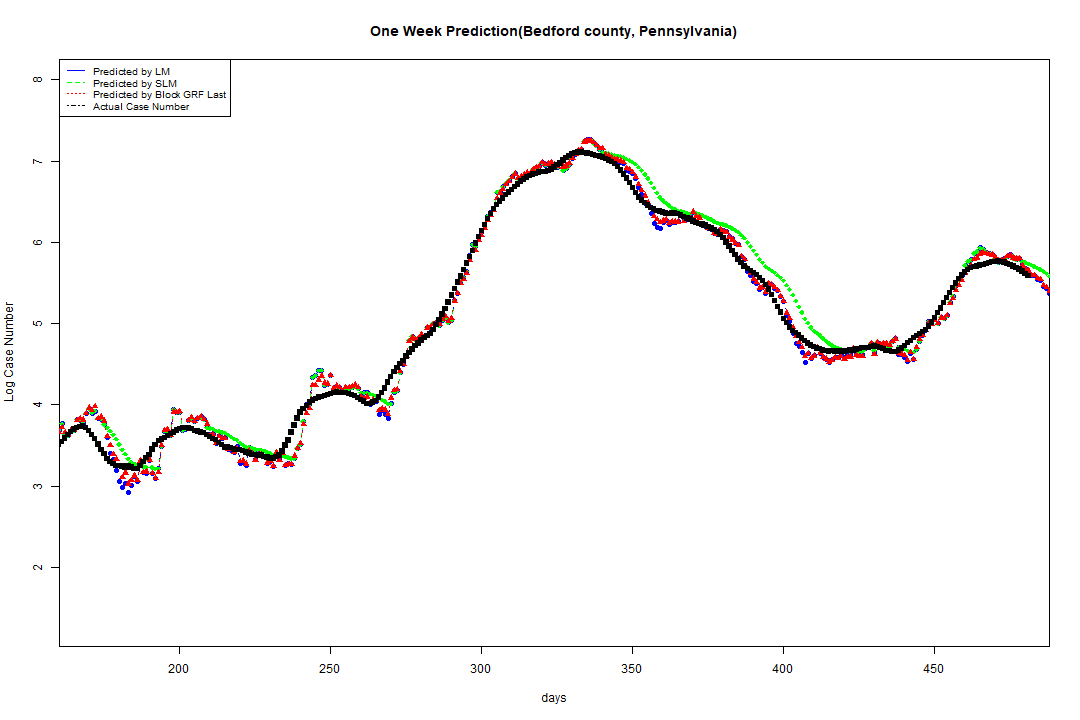 One Week Prediction(Bedford county, Pennsylvania)
Predicted by LM
Predicted by SLM
Predicted by Block GRF Last
Actual Case Number
8
7
6
5
4
3
2
Log Case Number
200 250 300 350 400 450
days